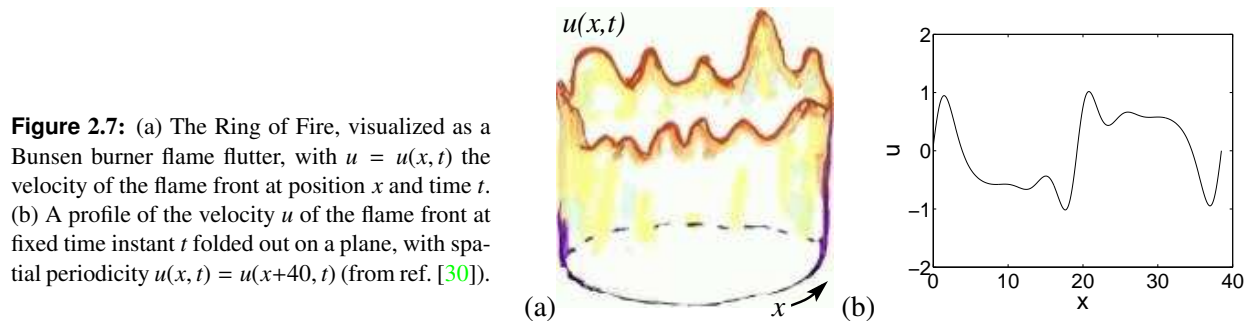 Figure 2.7: (a) The Ring of Fire, visualized as a
Bunsen burner flame flutter, with u = u(x, t) the
velocity of the flame front at position x and time t.
(b) A profile of the velocity u of the flame front at
fixed time instant t folded out on a plane, with spa-
tial periodicity u(x, t) = u(x+40, t) (from ref. [30]).
u(x,t)
x
(a)
2
1
0
−1
−2
u
0
10
20
30
40
x
(b)